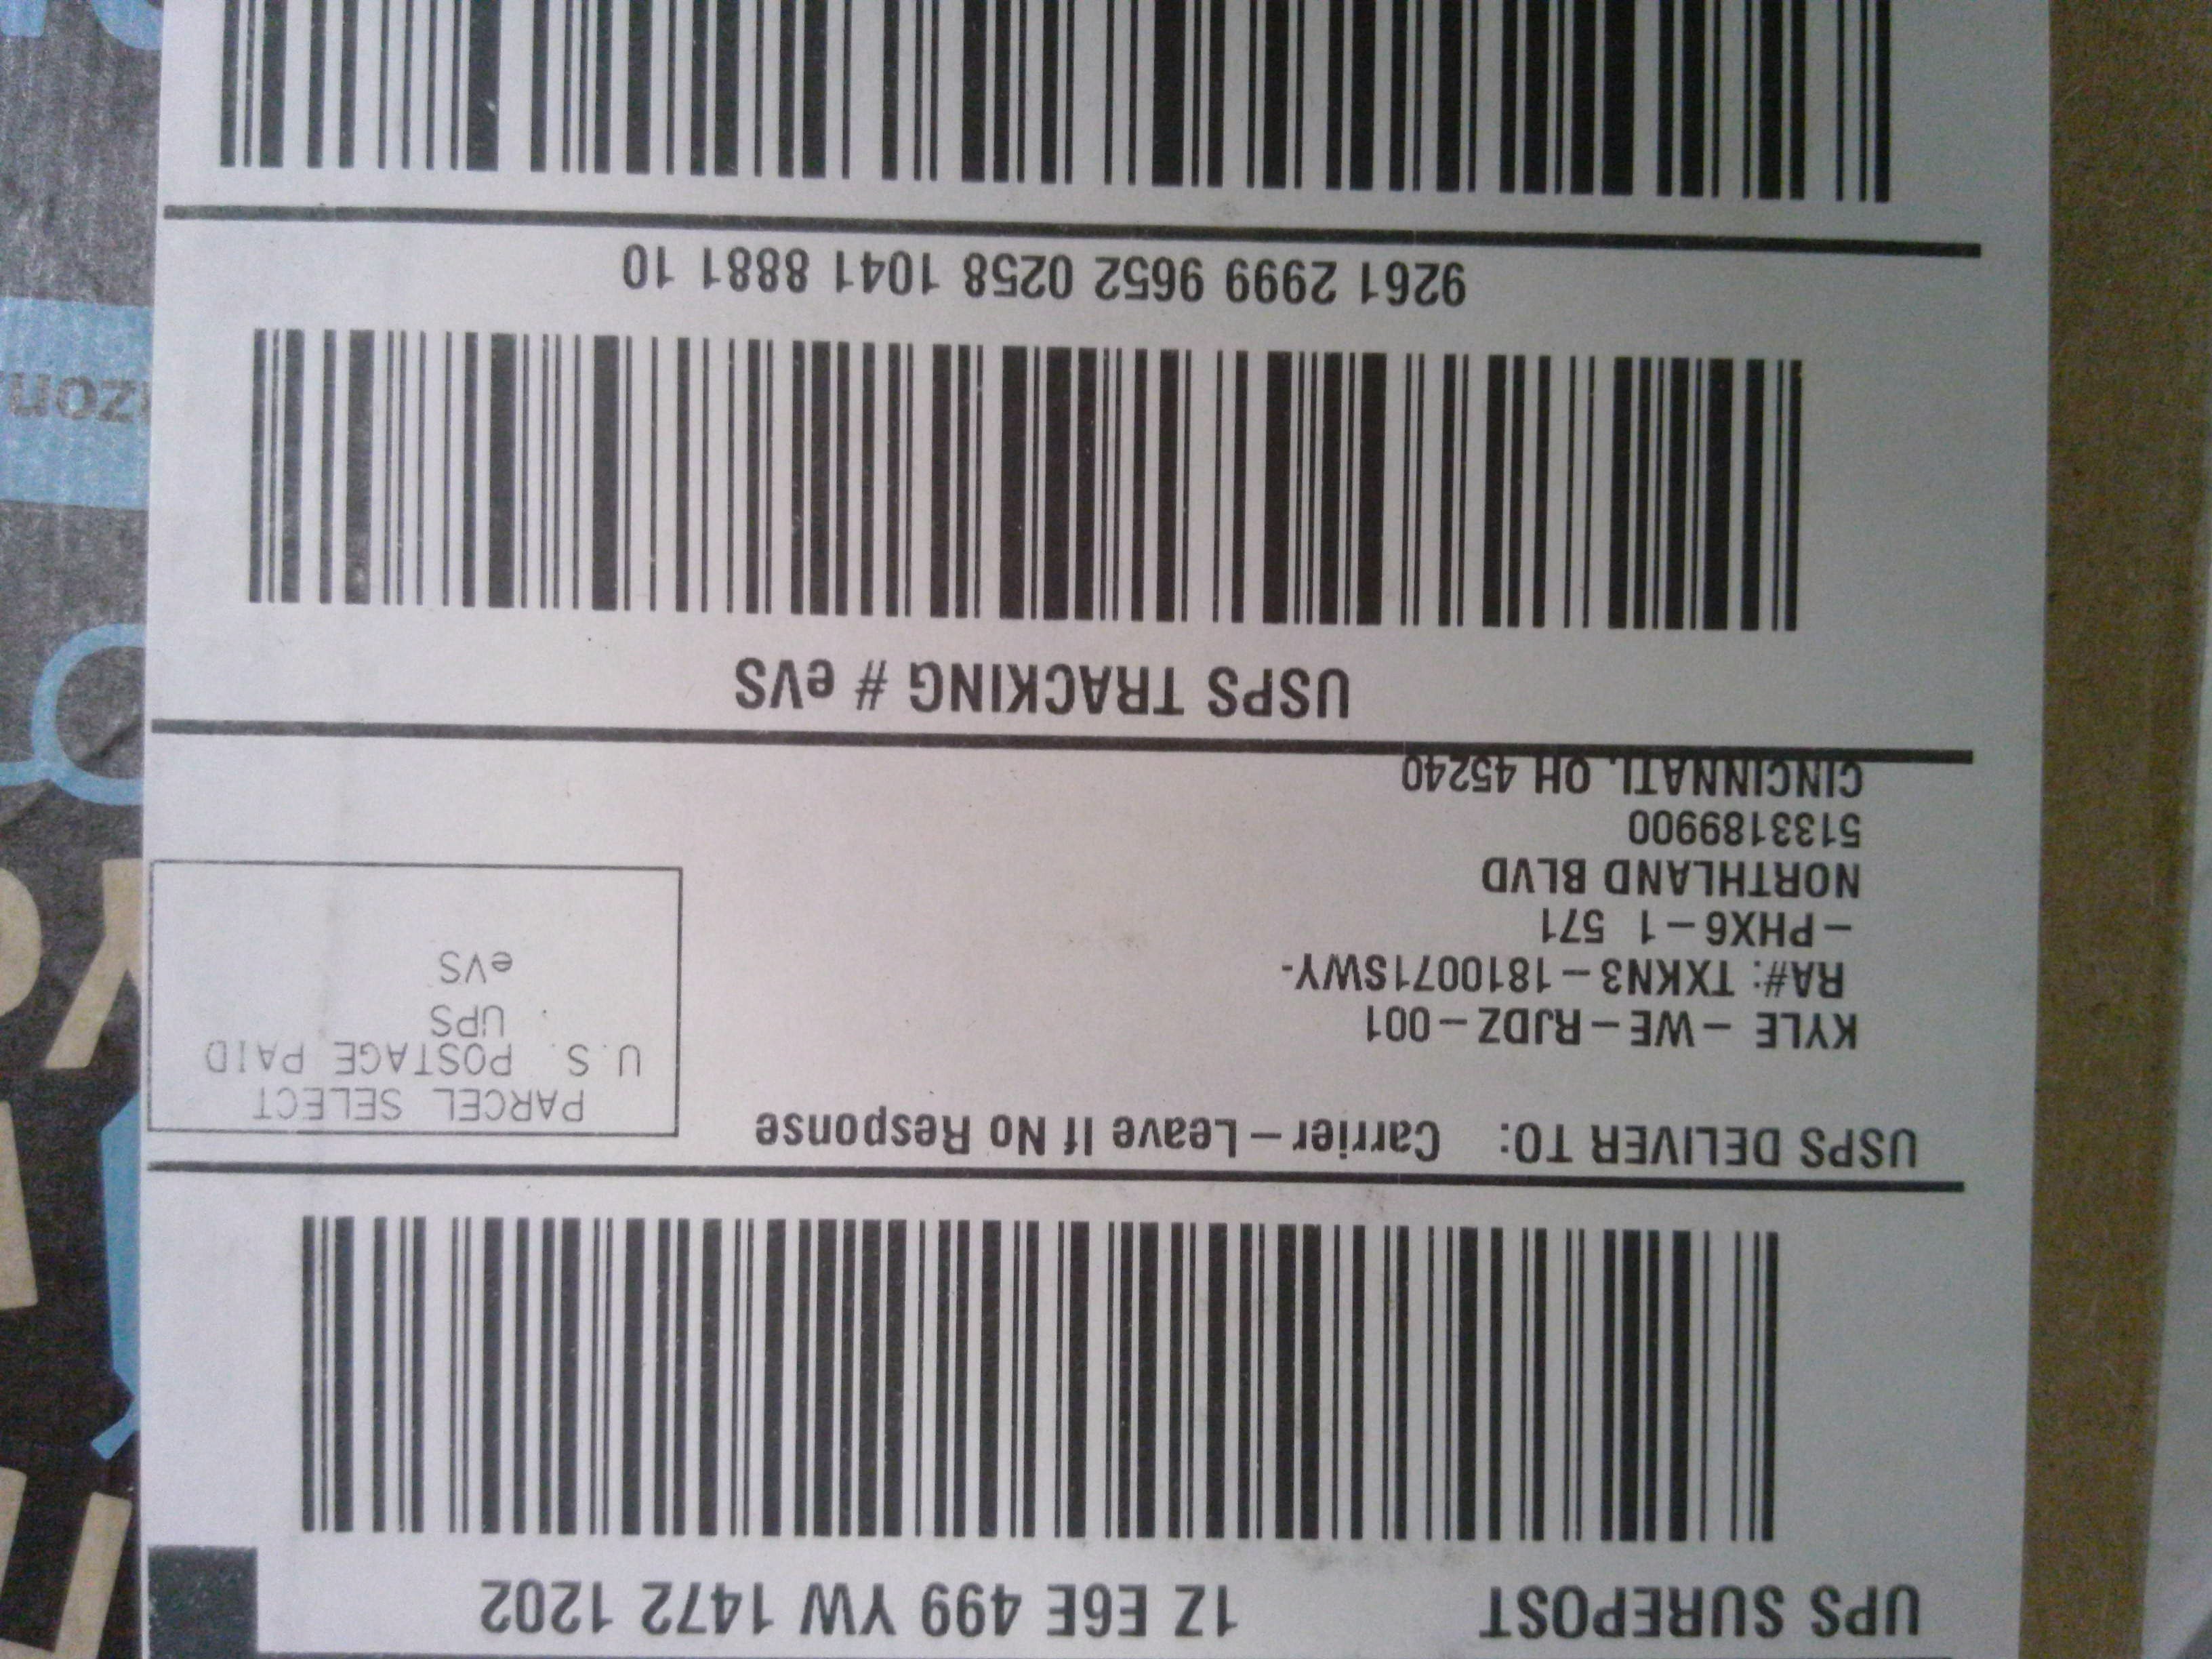 UPS SUREPOST 1Z E6E 499 YW 1472 1202
USPS DELIVER TO: Carrier – Leave If No Response
PARCEL SELECT
U.S. POSTAGE PAID
UPS
eVS
KYLE – WE – RJDZ – 001
RA#: TXKN3 – 1810071SWY-
– PHX6 – 1 571
NORTHLAND BLVD
5133189900
CINCINNATI, OH 45240
USPS TRACKING # eVS
9261 2999 9652 0258 1041 8881 10